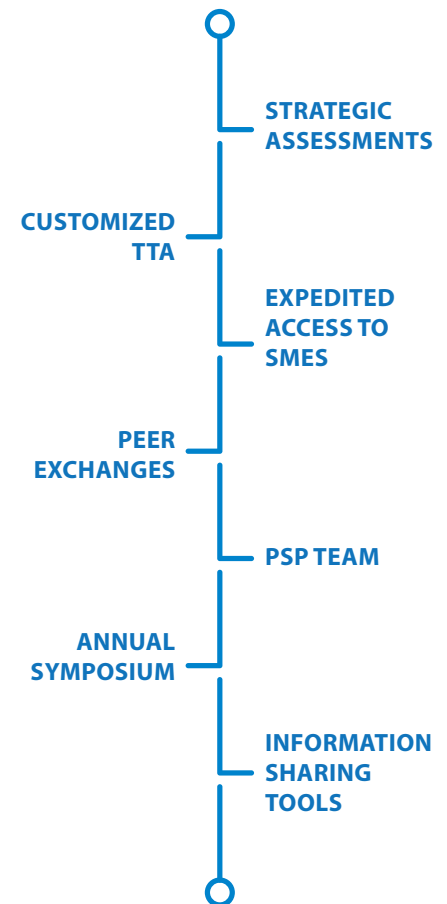 STRATEGIC
ASSESSMENTS
CUSTOMIZED
TTA
EXPEDITED
ACCESS TO
SMES
PEER
EXCHANGES
PSP TEAM
ANNUAL
SYMPOSIUM
INFORMATION
SHARING
TOOLS